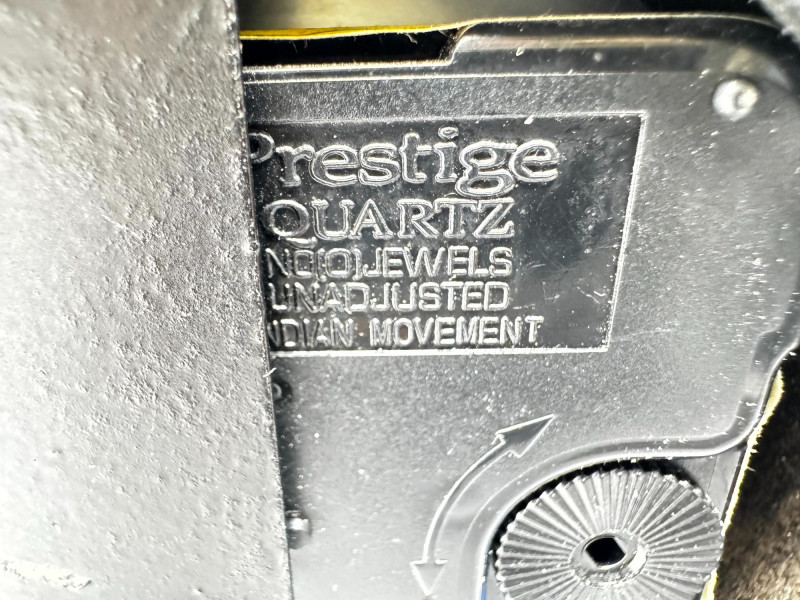 Prestige
QUARTZ
NO(0)JEWELS
UNADJUSTED
NDIAN MOVEMENT